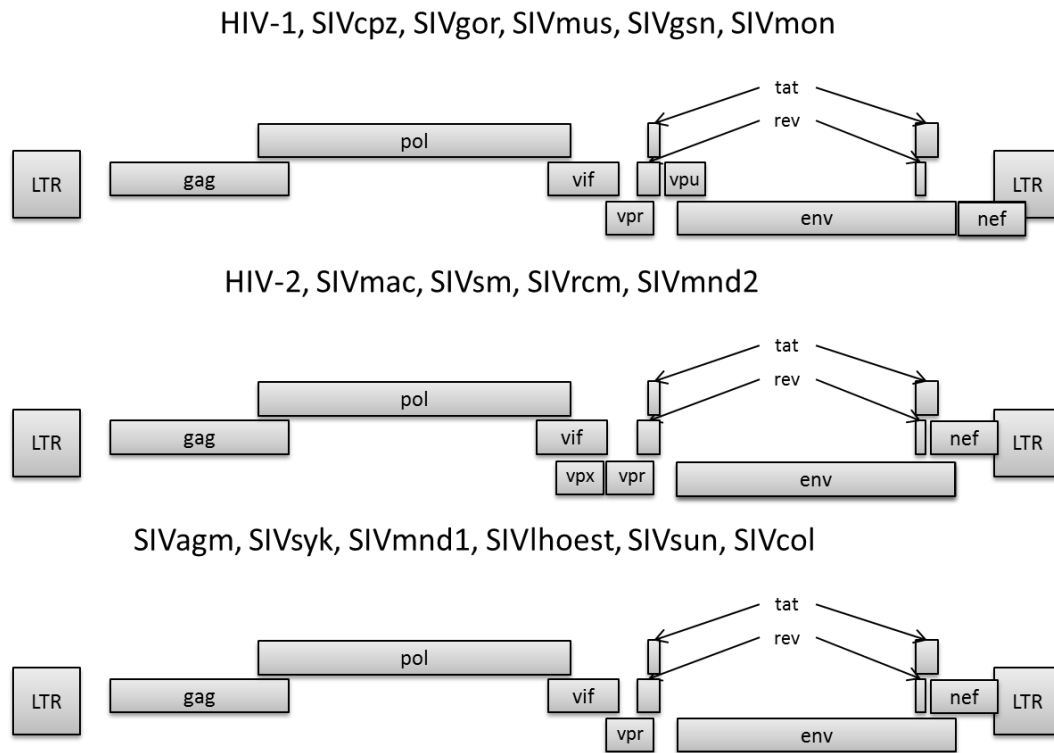 HIV-1, SIVcpz, SIVgor, SIVmus, SIVgsn, SIVmon
tat
rev
pol
LTR
gag
vif
vpu
LTR
vpr
env
nef
HIV-2, SIVmac, SIVsm, SIVrcm, SIVmnd2
tat
rev
pol
LTR
gag
vif
nef
LTR
vpx
vpr
env
SIVagm, SIVsyk, SIVmnd1, SIVlhoest, SIVsun, SIVcol
tat
rev
pol
LTR
gag
vif
nef
LTR
vpr
env